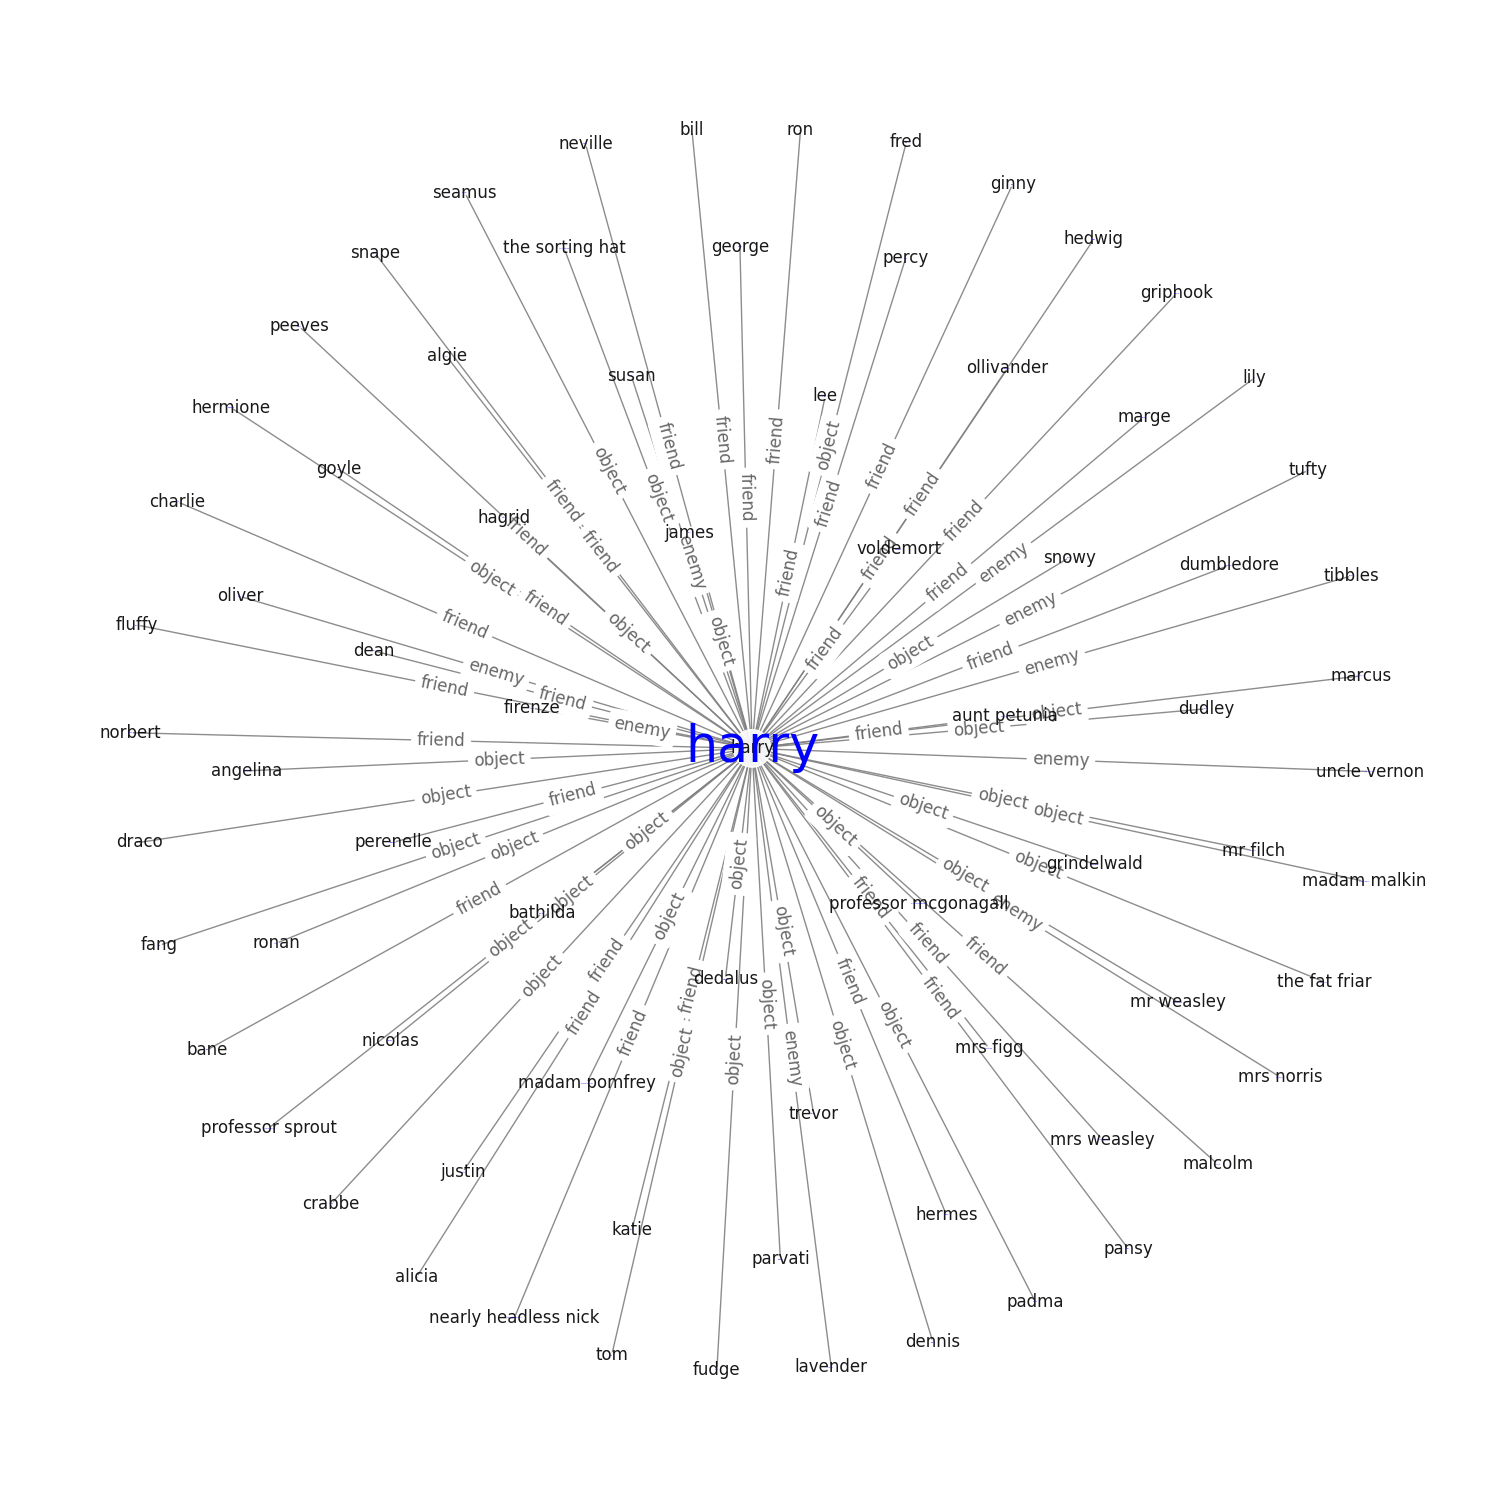 bill
ron
neville
fred
ginny
seamus
hedwig
the sorting hat
george
snape
percy
griphook
peeves
algie
ollivander
susan
lily
lee
hermione
marge
friend
friend
friend
object
friend
object
goyle
tufty
friend
object
friend
friend
charlie
hagrid
friend
friend
friend
james
voldemort
friend
snowy
enemy
enemy
dumbledore
friend
tibbles
object
friend
friend
friend
oliver
enemy
fluffy
friend
object
object
dean
friend
object
friend
enemy
enemy
marcus
friend
friend
firenze
dudley
object
aunt petunia
enemy
friend
object
norbert
friend
harry
harry
object
enemy
angelina
uncle vernon
object
friend
object
object
object
object
draco
perenelle
object
object
object
mr filch
object
grindelwald
madam malkin
object
enemy
object
friend
object
friend
professor mcgonagall
bathilda
object
object
fang
ronan
object
friend
friend
friend
object
friend
dedalus
friend
friend
the fat friar
object
friend
object
mr weasley
friend
object
object
nicolas
friend
object
object
enemy
object
mrs figg
bane
mrs norris
madam pomfrey
trevor
professor sprout
mrs weasley
malcolm
justin
crabbe
hermes
katie
pansy
parvati
alicia
padma
nearly headless nick
dennis
tom
fudge
lavender